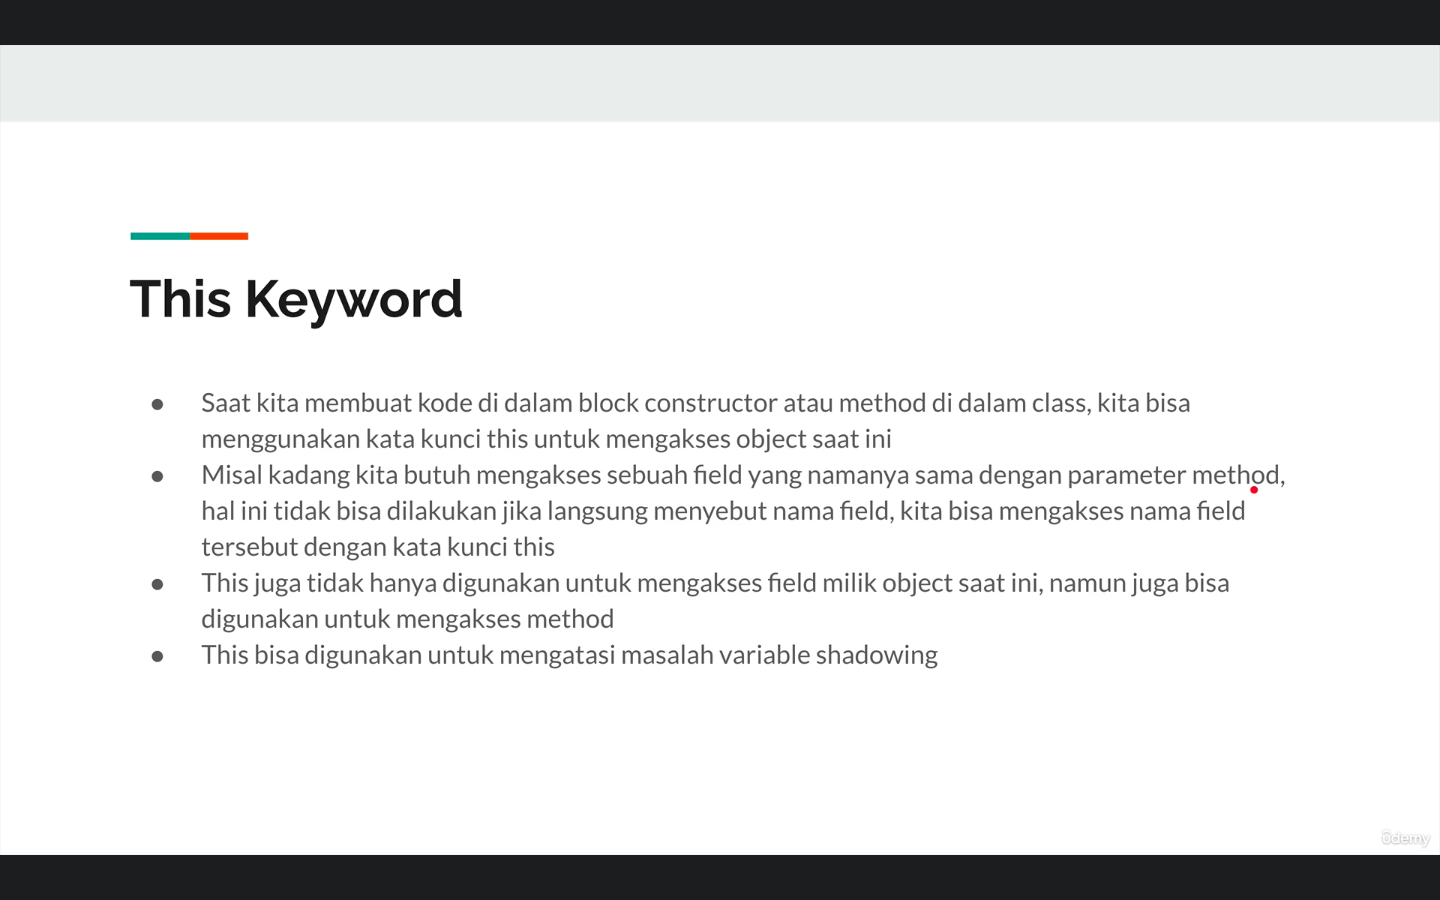 This Keyword
● Saat kita membuat kode di dalam block constructor atau method di dalam class, kita bisa
menggunakan kata kunci this untuk mengakses object saat ini
● Misal kadang kita butuh mengakses sebuah field yang namanya sama dengan parameter method,
hal ini tidak bisa dilakukan jika langsung menyebut nama field, kita bisa mengakses nama field
tersebut dengan kata kunci this
● This juga tidak hanya digunakan untuk mengakses field milik object saat ini, namun juga bisa
digunakan untuk mengakses method
● This bisa digunakan untuk mengatasi masalah variable shadowing
ûdemy